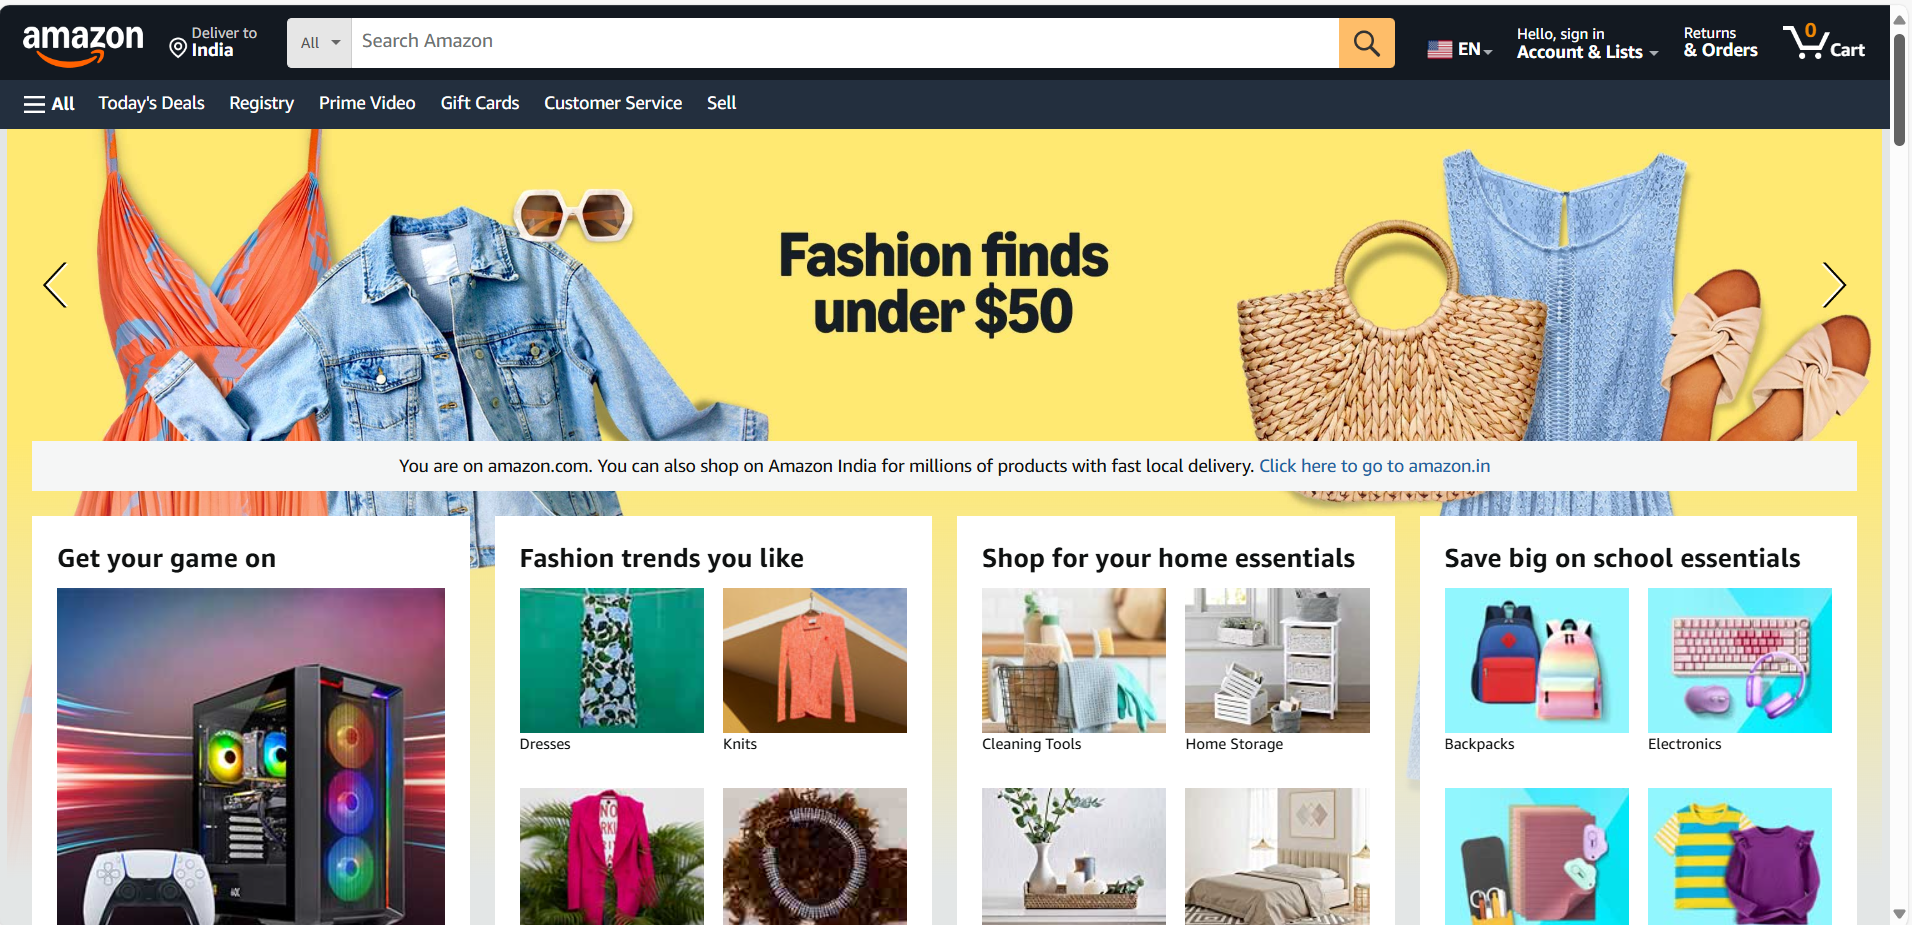 amazon
Deliver to
India
All
Search Amazon
EN
Hello, sign in
Account & Lists
Returns
& Orders
0
Cart
All
Today's Deals
Registry
Prime Video
Gift Cards
Customer Service
Sell
Fashion finds
under $50
You are on amazon.com. You can also shop on Amazon India for millions of products with fast local delivery. Click here to go to amazon.in
Get your game on
Fashion trends you like
Shop for your home essentials
Save big on school essentials
Dresses
Knits
Cleaning Tools
Home Storage
Backpacks
Electronics